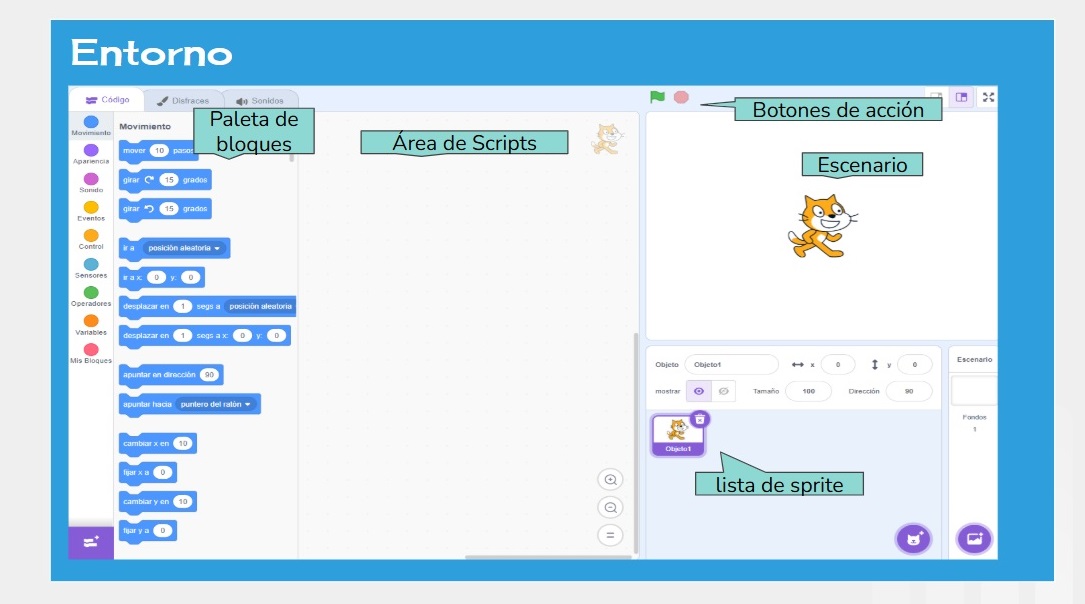 Entorno
Código
Disfraces
Sonidos
Botones de acción
Paleta de
bloques
Área de Scripts
Escenario
Movimiento
Apariencia
Sonido
Eventos
Control
Sensores
Operadores
Variables
Mis Bloques
Movimiento
mover 10 pasos
girar 15 grados
girar 15 grados
ir a posición aleatoria
ir a x: 0 y: 0
desplazar en 1 segs a posición aleatoria
desplazar en 1 segs a x: 0 y: 0
apuntar en dirección 90
apuntar hacia puntero del ratón
cambiar x en 10
fijar x a 0
cambiar y en 10
fijar y a 0
Objeto Objeto1 x 0 y 0
mostrar Tamaño 100 Dirección 90
Objeto1
lista de sprite
Escenario
Fondos
1